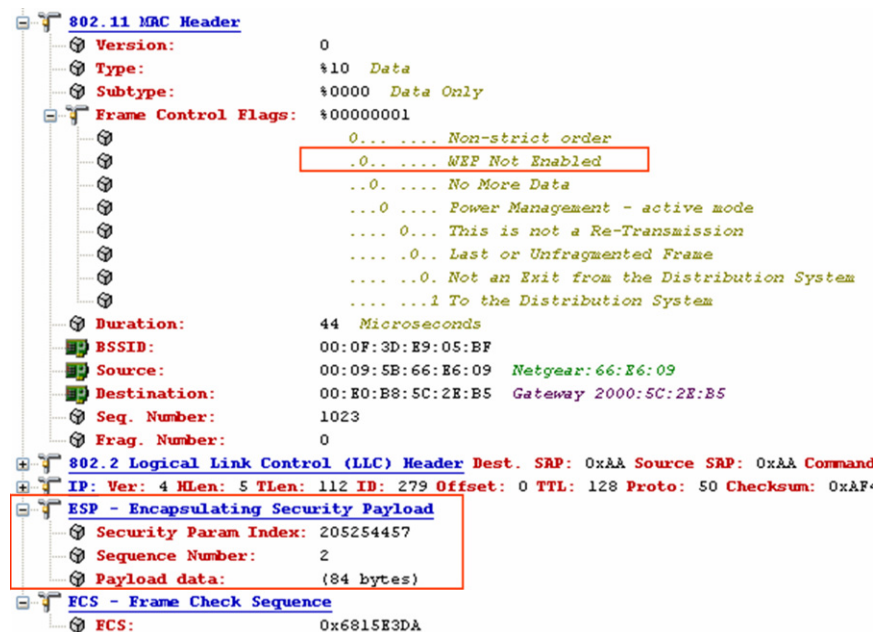 802.11 MAC Header
Version: 0
Type: %10 Data
Subtype: %0000 Data Only
Frame Control Flags: %00000001
0... .... Non-strict order
.0.. .... WEP Not Enabled
..0. .... No More Data
...0 .... Power Management - active mode
.... 0... This is not a Re-Transmission
.... .0.. Last or Unfragmented Frame
.... ..0. Not an Exit from the Distribution System
.... ...1 To the Distribution System
Duration: 44 Microseconds
BSSID: 00:0F:3D:E9:05:BF
Source: 00:09:5B:66:E6:09 Netgear:66:E6:09
Destination: 00:E0:B8:5C:2E:B5 Gateway 2000:5C:2E:B5
Seq. Number: 1023
Frag. Number: 0
802.2 Logical Link Control (LLC) Header Dest. SAP: 0xAA Source SAP: 0xAA Command
IP: Ver: 4 HLen: 5 TLen: 112 ID: 279 Offset: 0 TTL: 128 Proto: 50 Checksum: 0xAF4
ESP - Encapsulating Security Payload
Security Param Index: 205254457
Sequence Number: 2
Payload data: (84 bytes)
FCS - Frame Check Sequence
FCS: 0x6815E3DA